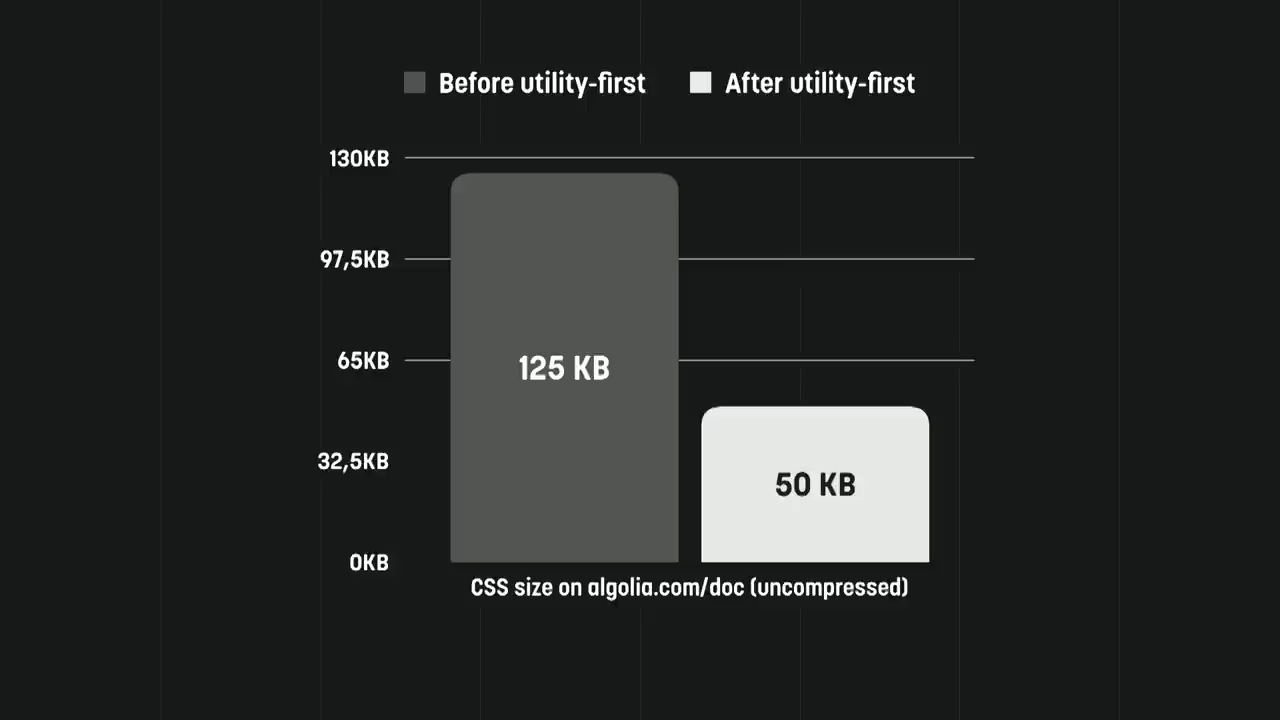 Before utility-first
After utility-first
130KB
97,5KB
65KB
125 KB
32,5KB
50 KB
0KB
CSS size on algolia.com/doc (uncompressed)